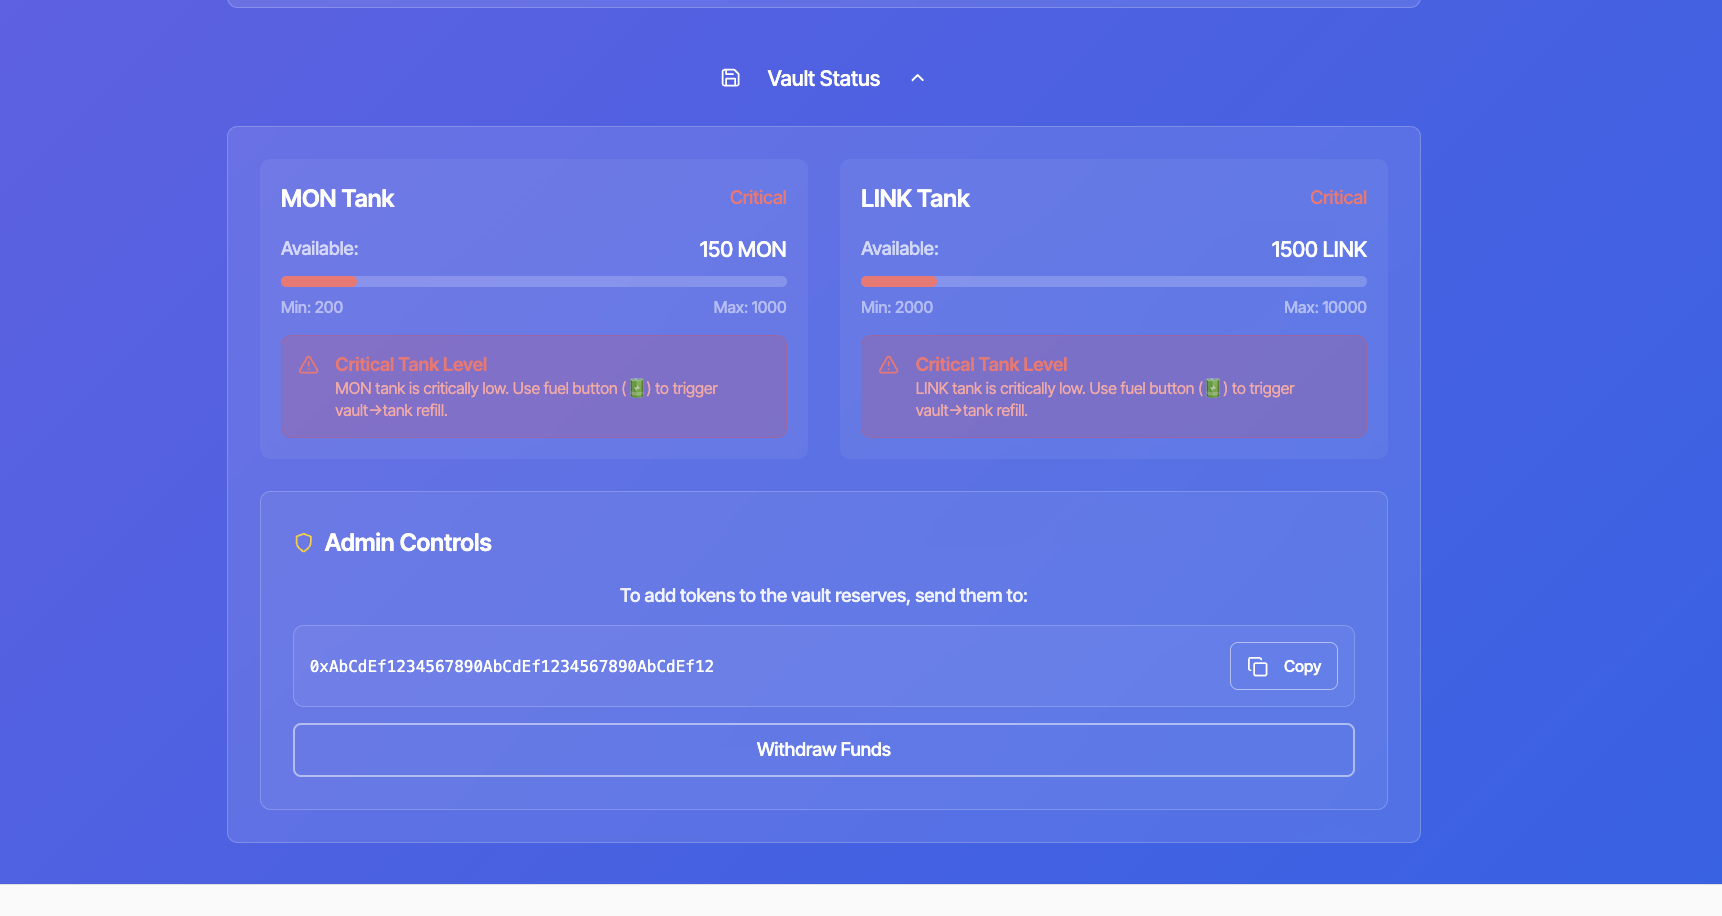 Vault Status
MON Tank
Critical
Available:
150 MON
Min: 200
Max: 1000
Critical Tank Level
MON tank is critically low. Use fuel button (🔋) to trigger
vault→tank refill.
LINK Tank
Critical
Available:
1500 LINK
Min: 2000
Max: 10000
Critical Tank Level
LINK tank is critically low. Use fuel button (🔋) to trigger
vault→tank refill.
Admin Controls
To add tokens to the vault reserves, send them to:
0xAbCdEf1234567890AbCdEf1234567890AbCdEf12
Copy
Withdraw Funds